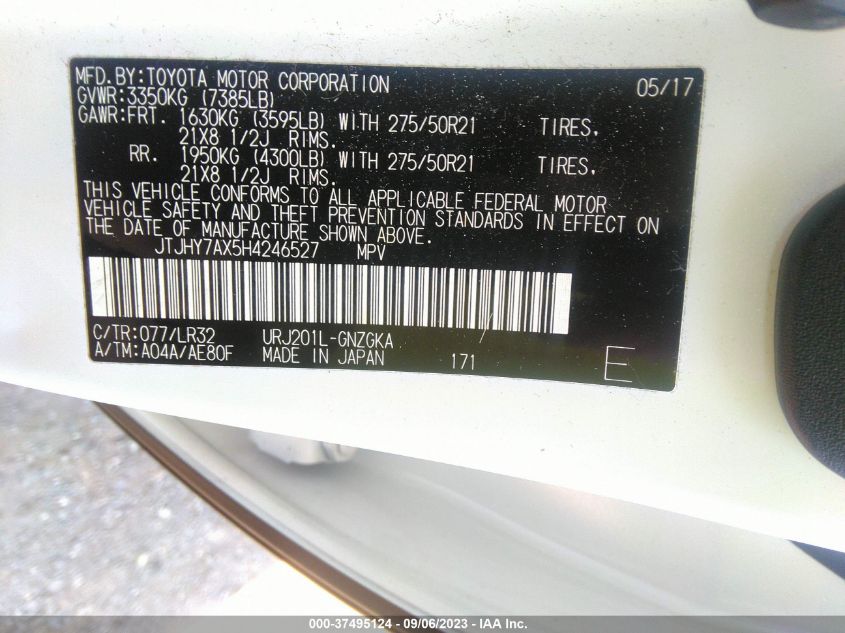 MFD.BY:TOYOTA MOTOR CORPORATION 05/17
GVWR:3350KG (7385LB)
GAWR:FRT. 1630KG (3595LB) WITH 275/50R21 TIRES,
21X8 1/2J RIMS.
RR. 1950KG (4300LB) WITH 275/50R21 TIRES,
21X8 1/2J RIMS.
THIS VEHICLE CONFORMS TO ALL APPLICABLE FEDERAL MOTOR
VEHICLE SAFETY AND THEFT PREVENTION STANDARDS IN EFFECT ON
THE DATE OF MANUFACTURE SHOWN ABOVE.
JTJHY7AX5H4246527 MPV
C/TR:077/LR32 URJ201L-GNZGKA
A/TM:A04A/AE80F MADE IN JAPAN 171 E
000-37495124 - 09/06/2023 - IAA Inc.